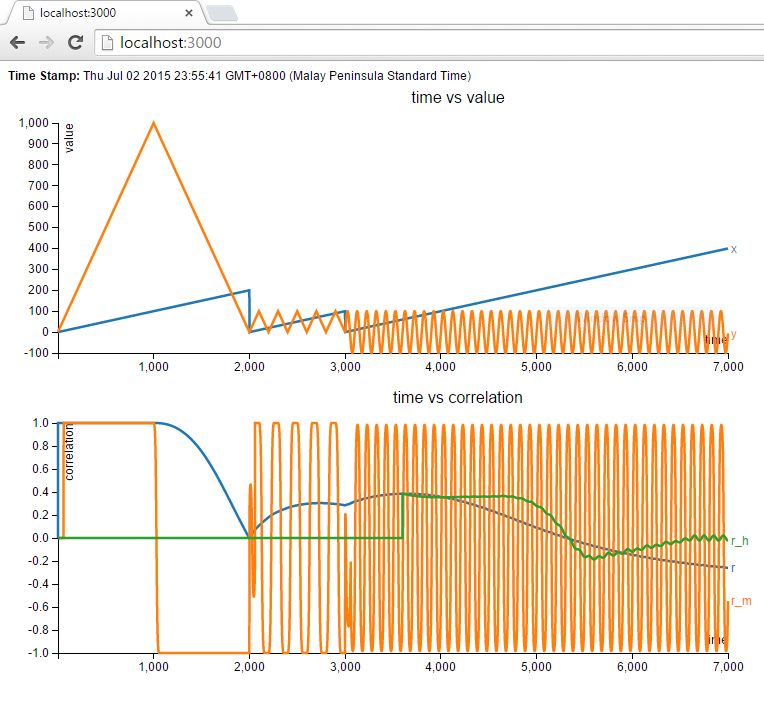 localhost:3000
localhost:3000
Time Stamp: Thu Jul 02 2015 23:55:41 GMT+0800 (Malay Peninsula Standard Time)
time vs value
1,000
value
900
800
700
600
500
400
300
200
100
0
-100
x
y
time
1,000
2,000
3,000
4,000
5,000
6,000
7,000
time vs correlation
1.0
correlation
0.8
0.6
0.4
0.2
0.0
-0.2
-0.4
-0.6
-0.8
-1.0
r_h
r
r_m
time
1,000
2,000
3,000
4,000
5,000
6,000
7,000